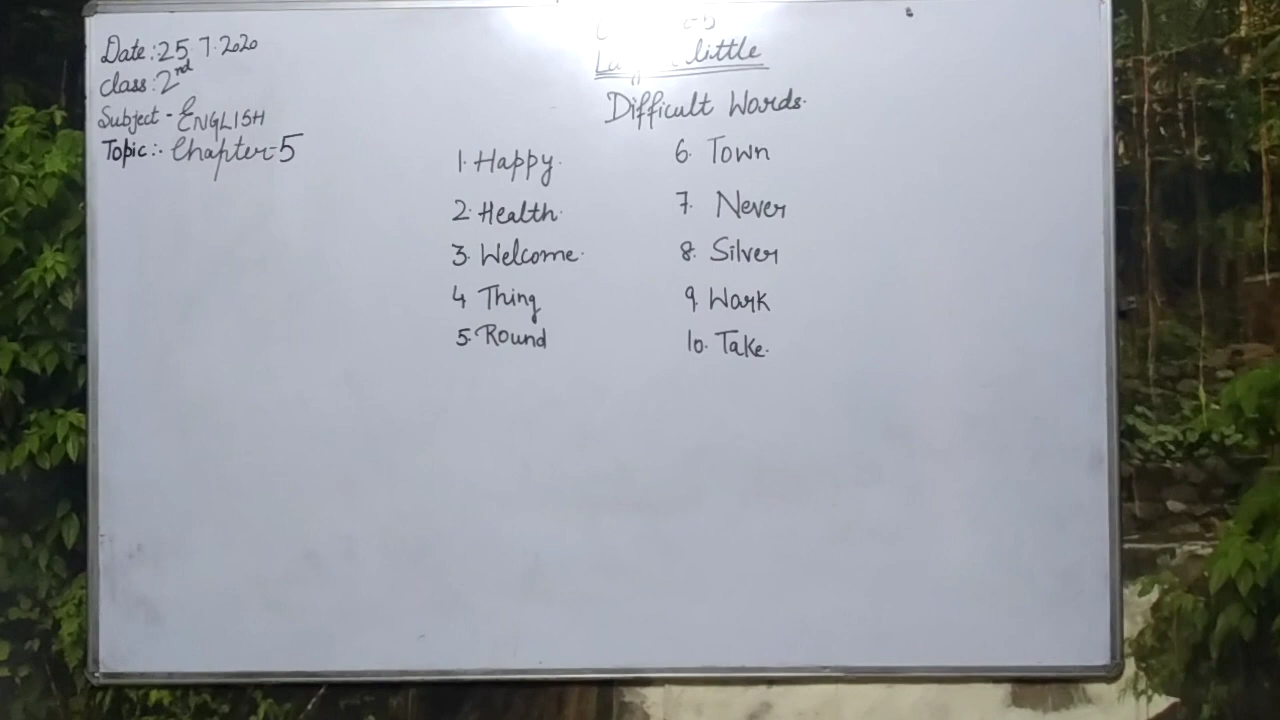 Date:25 7.2020
Class:2nd
Subject - ENGLISH
Topic:- Chapter-5
little
Difficult Words.
1. Happy.
2. Health.
3. Welcome.
4 Thing
5. Round
6. Town
7. Never
8. Silver
9. Work
10. Take.